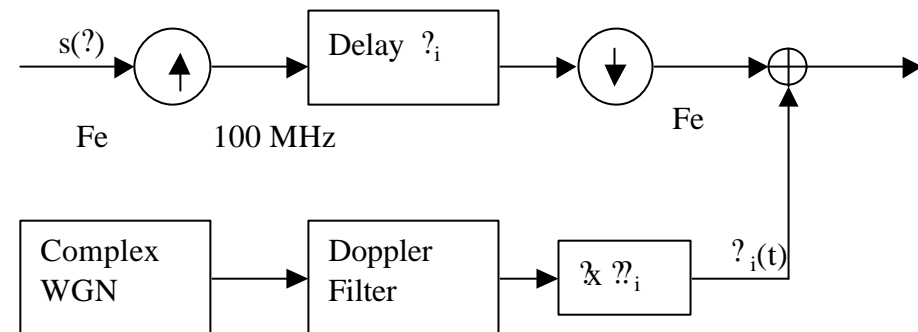 s(?)
Delay ?i
Fe
100 MHz
Fe
Complex
WGN
Doppler
Filter
?x ??i
?i(t)